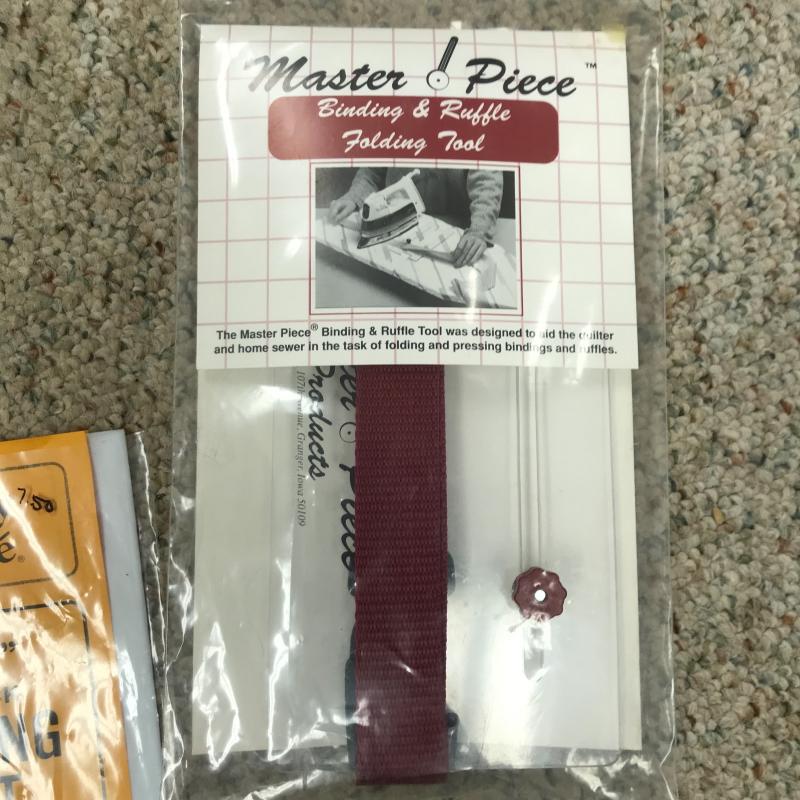 Master Piece™
Binding & Ruffle
Folding Tool
The Master Piece® Binding & Ruffle Tool was designed to aid the quilter
and home sewer in the task of folding and pressing bindings and ruffles.
Products
Granger, Iowa 50109
7.50
NG